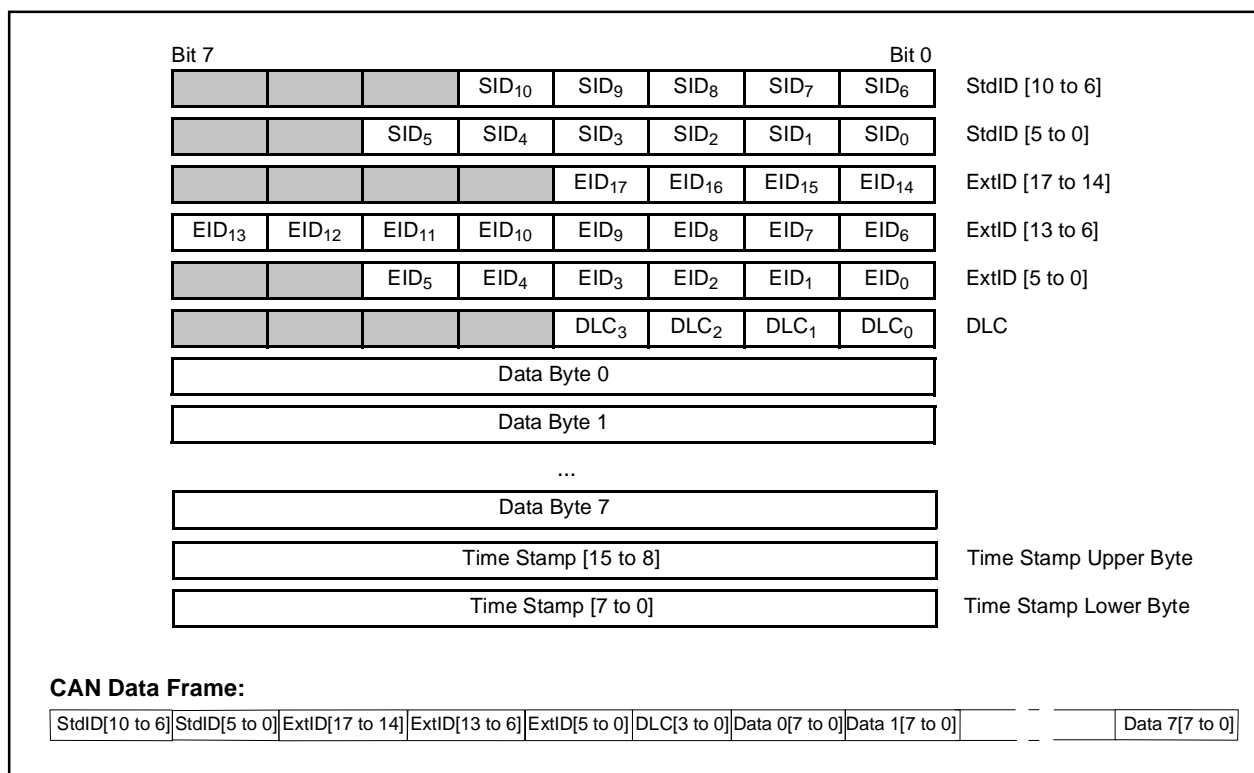 Bit 7 Bit 0
SID10 SID9 SID8 SID7 SID6 StdID [10 to 6]
SID5 SID4 SID3 SID2 SID1 SID0 StdID [5 to 0]
EID17 EID16 EID15 EID14 ExtID [17 to 14]
EID13 EID12 EID11 EID10 EID9 EID8 EID7 EID6 ExtID [13 to 6]
EID5 EID4 EID3 EID2 EID1 EID0 ExtID [5 to 0]
DLC3 DLC2 DLC1 DLC0 DLC
Data Byte 0
Data Byte 1
...
Data Byte 7
Time Stamp [15 to 8] Time Stamp Upper Byte
Time Stamp [7 to 0] Time Stamp Lower Byte
CAN Data Frame:
StdID[10 to 6] StdID[5 to 0] ExtID[17 to 14] ExtID[13 to 6] ExtID[5 to 0] DLC[3 to 0] Data 0[7 to 0] Data 1[7 to 0] Data 7[7 to 0]